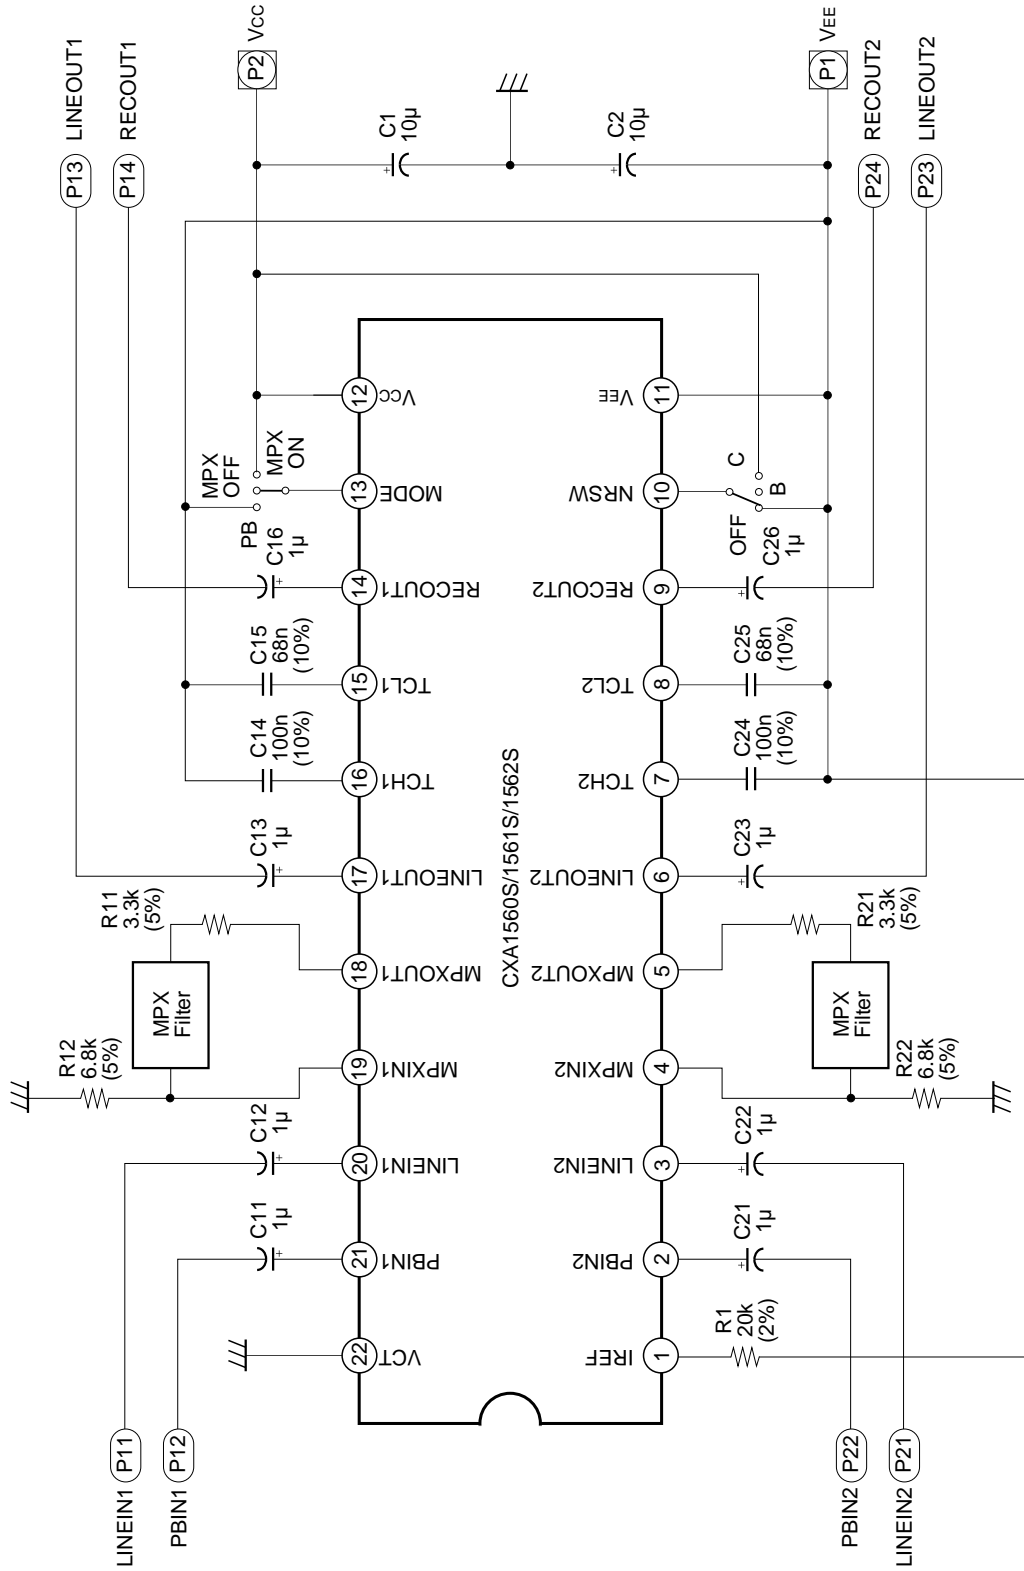 LINEIN1 P11
PBIN1 P12
C11
1µ
C12
1µ
R12
6.8k
(5%)
MPX
Filter
R11
3.3k
(5%)
C13
1µ
C14
100n
(10%)
C15
68n
(10%)
C16
1µ
PB
MPX
OFF
MPX
ON
P13 LINEOUT1
P14 RECOUT1
P2 VCC
22 21 20 19 18 17 16 15 14 13 12
VCT
PBIN1
LINEIN1
MPXIN1
MPXOUT1
LINEOUT1
TCH1
TCL1
RECOUT1
MODE
VCC
CXA1560S/1561S/1562S
C1
10µ
C2
10µ
IREF
PBIN2
LINEIN2
MPXIN2
MPXOUT2
LINEOUT2
TCH2
TCL2
RECOUT2
NRSW
VEE
1 2 3 4 5 6 7 8 9 10 11
R1
20k
(2%)
C21
1µ
C22
1µ
R22
6.8k
(5%)
MPX
Filter
R21
3.3k
(5%)
C23
1µ
C24
100n
(10%)
C25
68n
(10%)
C26
1µ
OFF
B
C
P1 VEE
P24 RECOUT2
P23 LINEOUT2
PBIN2 P22
LINEIN2 P21
+
+
+
+
+
+
+
+
+
+